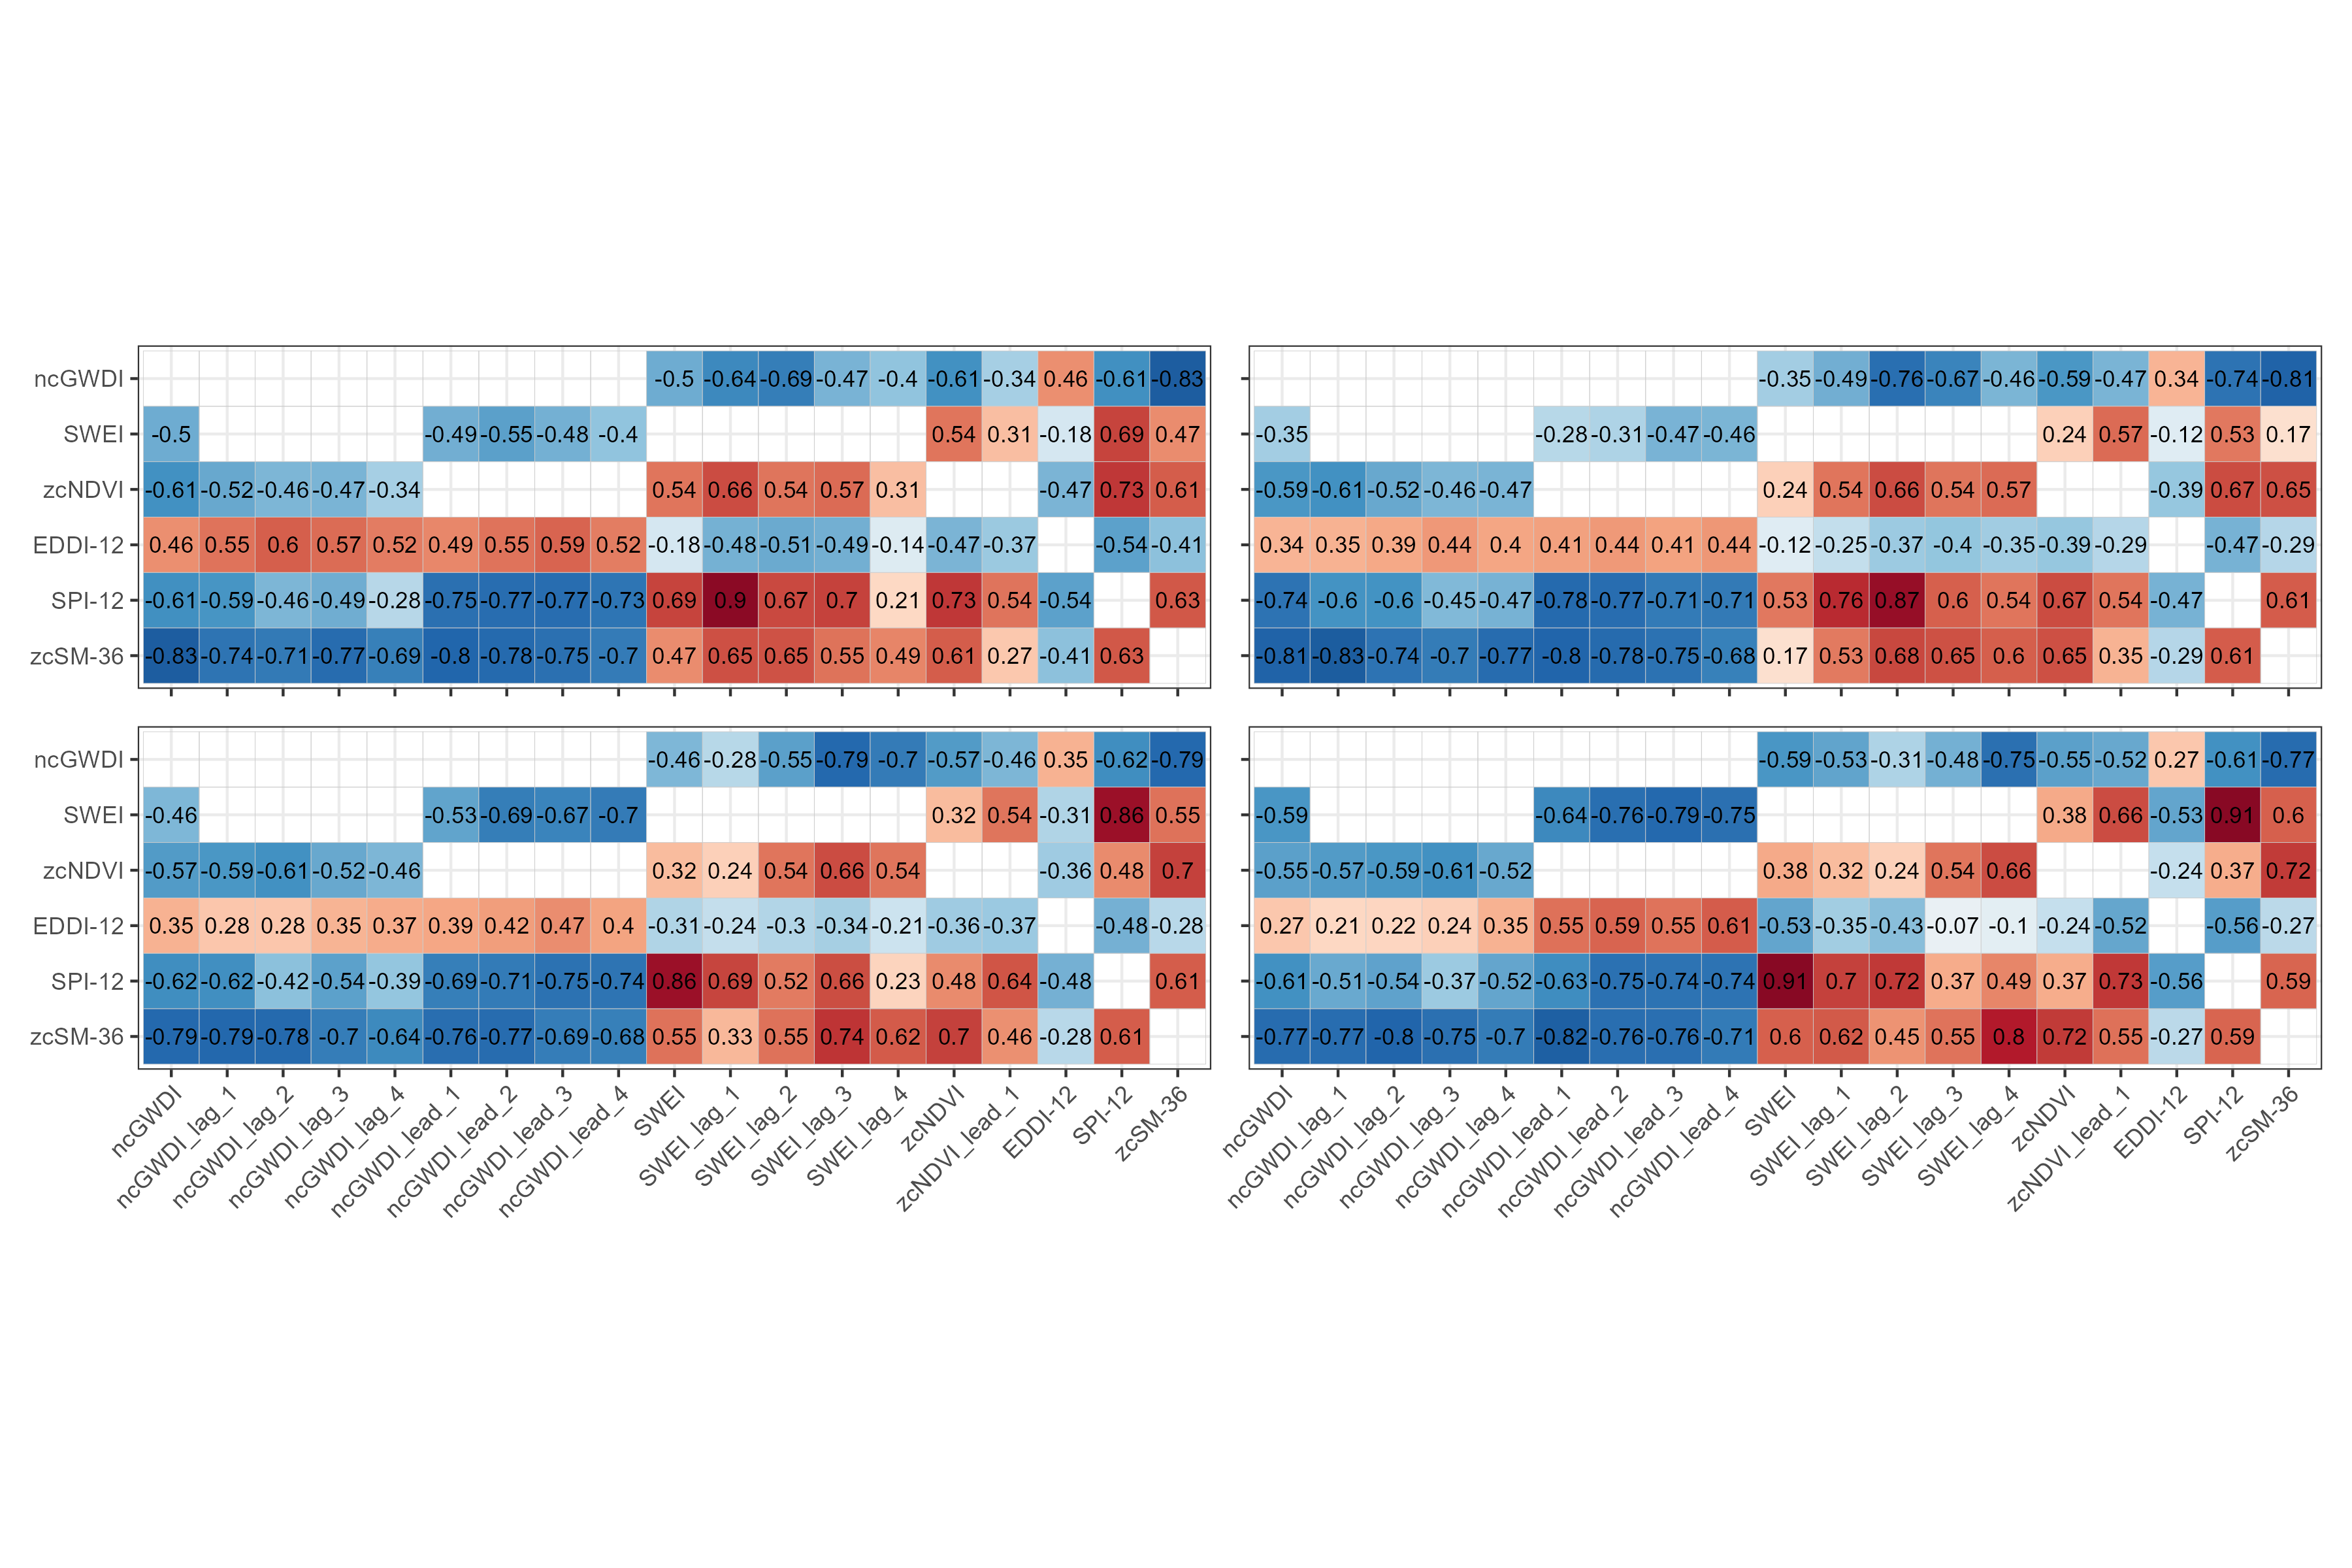 ncGWDI -0.5 -0.64 -0.69 -0.47 -0.4 -0.61 -0.34 0.46 -0.61 -0.83
SWEI -0.5 -0.49 -0.55 -0.48 -0.4 0.54 0.31 -0.18 0.69 0.47
zcNDVI -0.61 -0.52 -0.46 -0.47 -0.34 0.54 0.66 0.54 0.57 0.31 -0.47 0.73 0.61
EDDI-12 0.46 0.55 0.6 0.57 0.52 0.49 0.55 0.59 0.52 -0.18 -0.48 -0.51 -0.49 -0.14 -0.47 -0.37 -0.54 -0.41
SPI-12 -0.61 -0.59 -0.46 -0.49 -0.28 -0.75 -0.77 -0.77 -0.73 0.69 0.9 0.67 0.7 0.21 0.73 0.54 -0.54 0.63
zcSM-36 -0.83 -0.74 -0.71 -0.77 -0.69 -0.8 -0.78 -0.75 -0.7 0.47 0.65 0.65 0.55 0.49 0.61 0.27 -0.41 0.63
-0.35 -0.49 -0.76 -0.67 -0.46 -0.59 -0.47 0.34 -0.74 -0.81
-0.35 -0.28 -0.31 -0.47 -0.46 0.24 0.57 -0.12 0.53 0.17
-0.59 -0.61 -0.52 -0.46 -0.47 0.24 0.54 0.66 0.54 0.57 -0.39 0.67 0.65
0.34 0.35 0.39 0.44 0.4 0.41 0.44 0.41 0.44 -0.12 -0.25 -0.37 -0.4 -0.35 -0.39 -0.29 -0.47 -0.29
-0.74 -0.6 -0.6 -0.45 -0.47 -0.78 -0.77 -0.71 -0.71 0.53 0.76 0.87 0.6 0.54 0.67 0.54 -0.47 0.61
-0.81 -0.83 -0.74 -0.7 -0.77 -0.8 -0.78 -0.75 -0.68 0.17 0.53 0.68 0.65 0.6 0.65 0.35 -0.29 0.61
ncGWDI -0.46 -0.28 -0.55 -0.79 -0.7 -0.57 -0.46 0.35 -0.62 -0.79
SWEI -0.46 -0.53 -0.69 -0.67 -0.7 0.32 0.54 -0.31 0.86 0.55
zcNDVI -0.57 -0.59 -0.61 -0.52 -0.46 0.32 0.24 0.54 0.66 0.54 -0.36 0.48 0.7
EDDI-12 0.35 0.28 0.28 0.35 0.37 0.39 0.42 0.47 0.4 -0.31 -0.24 -0.3 -0.34 -0.21 -0.36 -0.37 -0.48 -0.28
SPI-12 -0.62 -0.62 -0.42 -0.54 -0.39 -0.69 -0.71 -0.75 -0.74 0.86 0.69 0.52 0.66 0.23 0.48 0.64 -0.48 0.61
zcSM-36 -0.79 -0.79 -0.78 -0.7 -0.64 -0.76 -0.77 -0.69 -0.68 0.55 0.33 0.55 0.74 0.62 0.7 0.46 -0.28 0.61
ncGWDI
ncGWDI_lag_1
ncGWDI_lag_2
ncGWDI_lag_3
ncGWDI_lag_4
ncGWDI_lead_1
ncGWDI_lead_2
ncGWDI_lead_3
ncGWDI_lead_4
SWEI
SWEI_lag_1
SWEI_lag_2
SWEI_lag_3
SWEI_lag_4
zcNDVI
zcNDVI_lead_1
EDDI-12
SPI-12
zcSM-36
-0.59 -0.53 -0.31 -0.48 -0.75 -0.55 -0.52 0.27 -0.61 -0.77
-0.59 -0.64 -0.76 -0.79 -0.75 0.38 0.66 -0.53 0.91 0.6
-0.55 -0.57 -0.59 -0.61 -0.52 0.38 0.32 0.24 0.54 0.66 -0.24 0.37 0.72
0.27 0.21 0.22 0.24 0.35 0.55 0.59 0.55 0.61 -0.53 -0.35 -0.43 -0.07 -0.1 -0.24 -0.52 -0.56 -0.27
-0.61 -0.51 -0.54 -0.37 -0.52 -0.63 -0.75 -0.74 -0.74 0.91 0.7 0.72 0.37 0.49 0.37 0.73 -0.56 0.59
-0.77 -0.77 -0.8 -0.75 -0.7 -0.82 -0.76 -0.76 -0.71 0.6 0.62 0.45 0.55 0.8 0.72 0.55 -0.27 0.59
ncGWDI
ncGWDI_lag_1
ncGWDI_lag_2
ncGWDI_lag_3
ncGWDI_lag_4
ncGWDI_lead_1
ncGWDI_lead_2
ncGWDI_lead_3
ncGWDI_lead_4
SWEI
SWEI_lag_1
SWEI_lag_2
SWEI_lag_3
SWEI_lag_4
zcNDVI
zcNDVI_lead_1
EDDI-12
SPI-12
zcSM-36